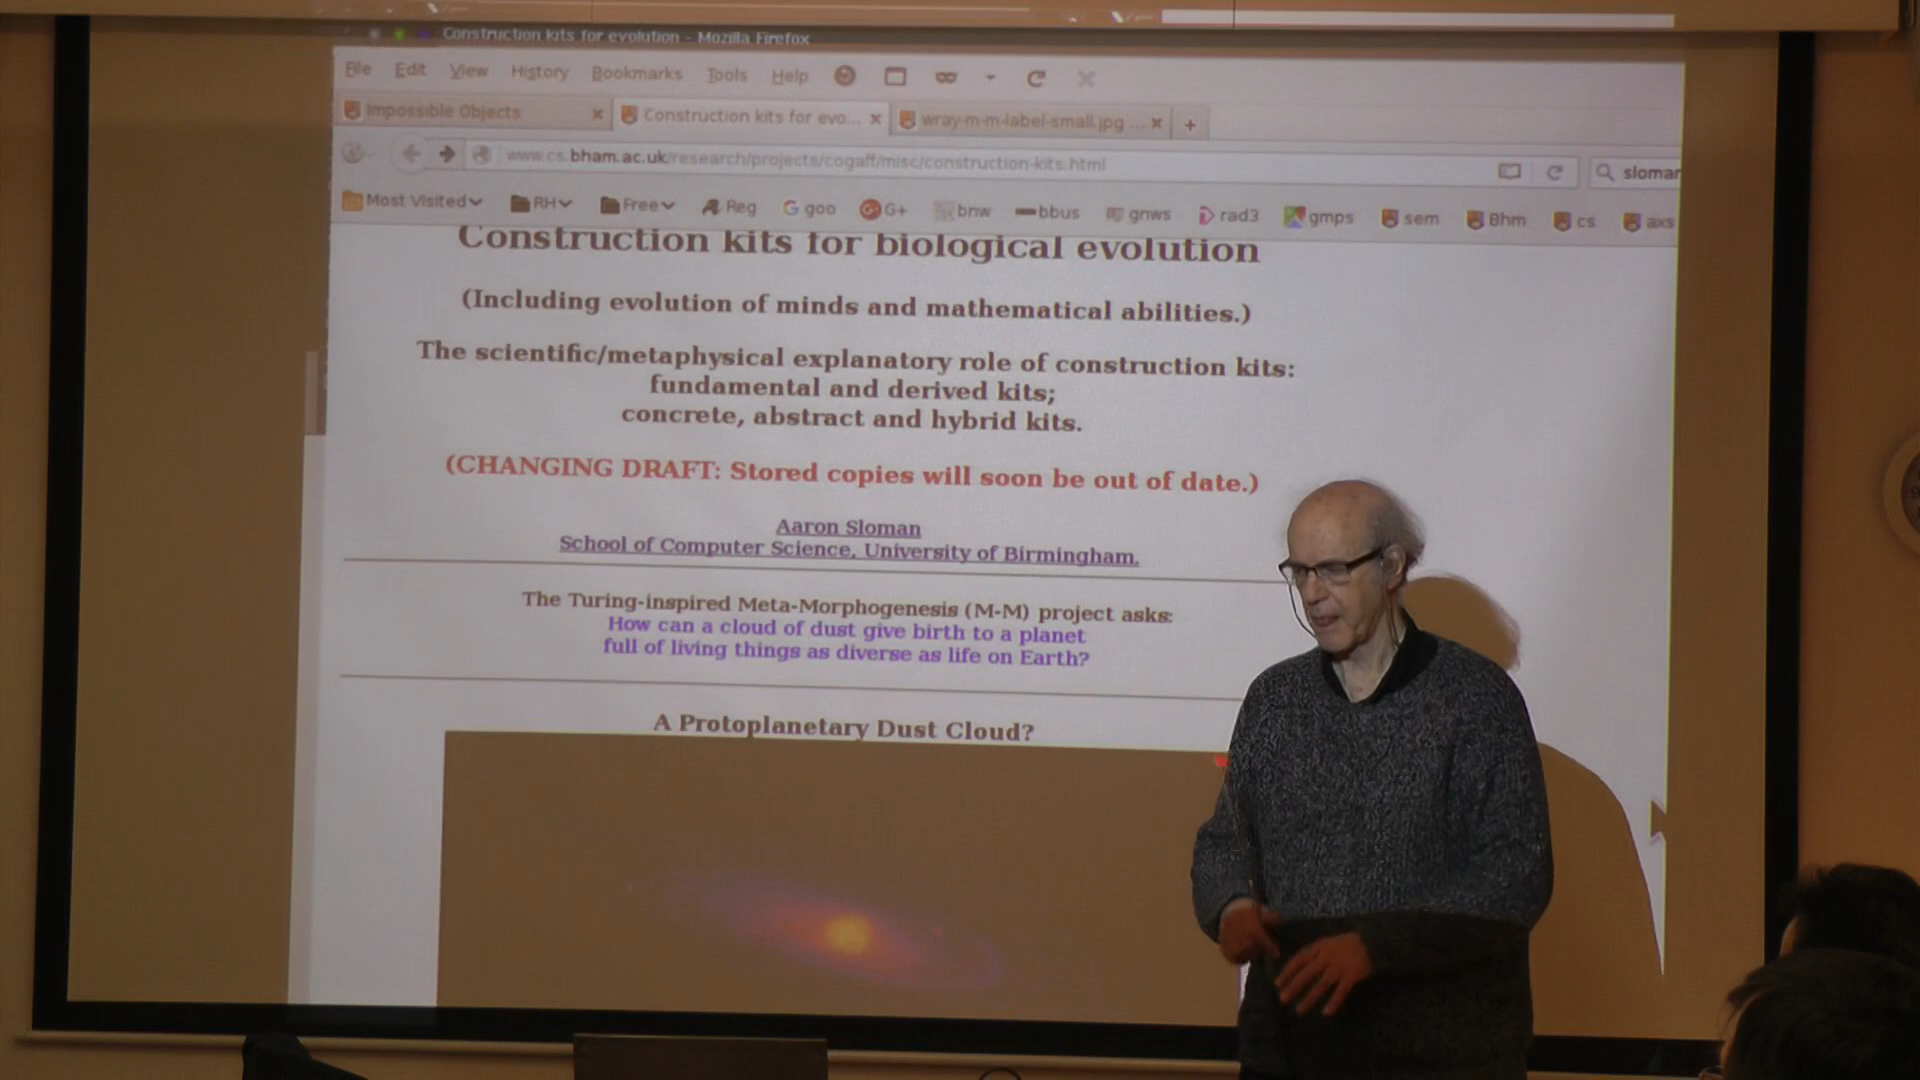 Construction kits for evolution - Mozilla Firefox
File Edit View History Bookmarks Tools Help
Impossible Objects
Construction kits for evo...
wray-m-m-label-small.jpg ...
www.cs.bham.ac.uk/research/projects/cogaff/misc/construction-kits.html
sloman
Most Visited RH Free Reg goo G+ bnw bbus gnws rad3 gmps sem Bhm cs axs
Construction kits for biological evolution
(Including evolution of minds and mathematical abilities.)
The scientific/metaphysical explanatory role of construction kits:
fundamental and derived kits;
concrete, abstract and hybrid kits.
(CHANGING DRAFT: Stored copies will soon be out of date.)
Aaron Sloman
School of Computer Science, University of Birmingham.
The Turing-inspired Meta-Morphogenesis (M-M) project asks:
How can a cloud of dust give birth to a planet
full of living things as diverse as life on Earth?
A Protoplanetary Dust Cloud?